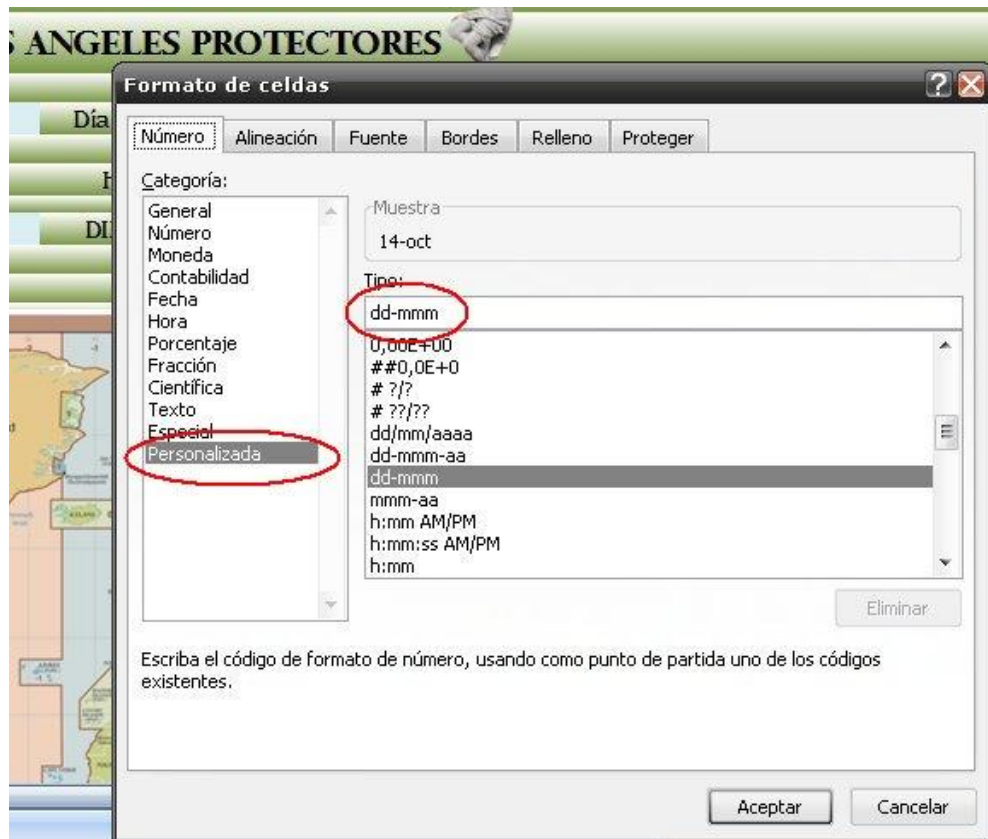 ANGELES PROTECTORES
Formato de celdas
Día
Número Alineación Fuente Bordes Relleno Proteger
Categoría:
General
Número
Moneda
Contabilidad
Fecha
Hora
Porcentaje
Fracción
Científica
Texto
Especial
Personalizada
Muestra
14-oct
Tipo:
dd-mmm
0,00E+00
##0,0E+0
# ?/?
# ??/??
dd/mm/aaaa
dd-mmm-aa
dd-mmm
mmm-aa
h:mm AM/PM
h:mm:ss AM/PM
h:mm
Eliminar
Escriba el código de formato de número, usando como punto de partida uno de los códigos
existentes.
Aceptar Cancelar